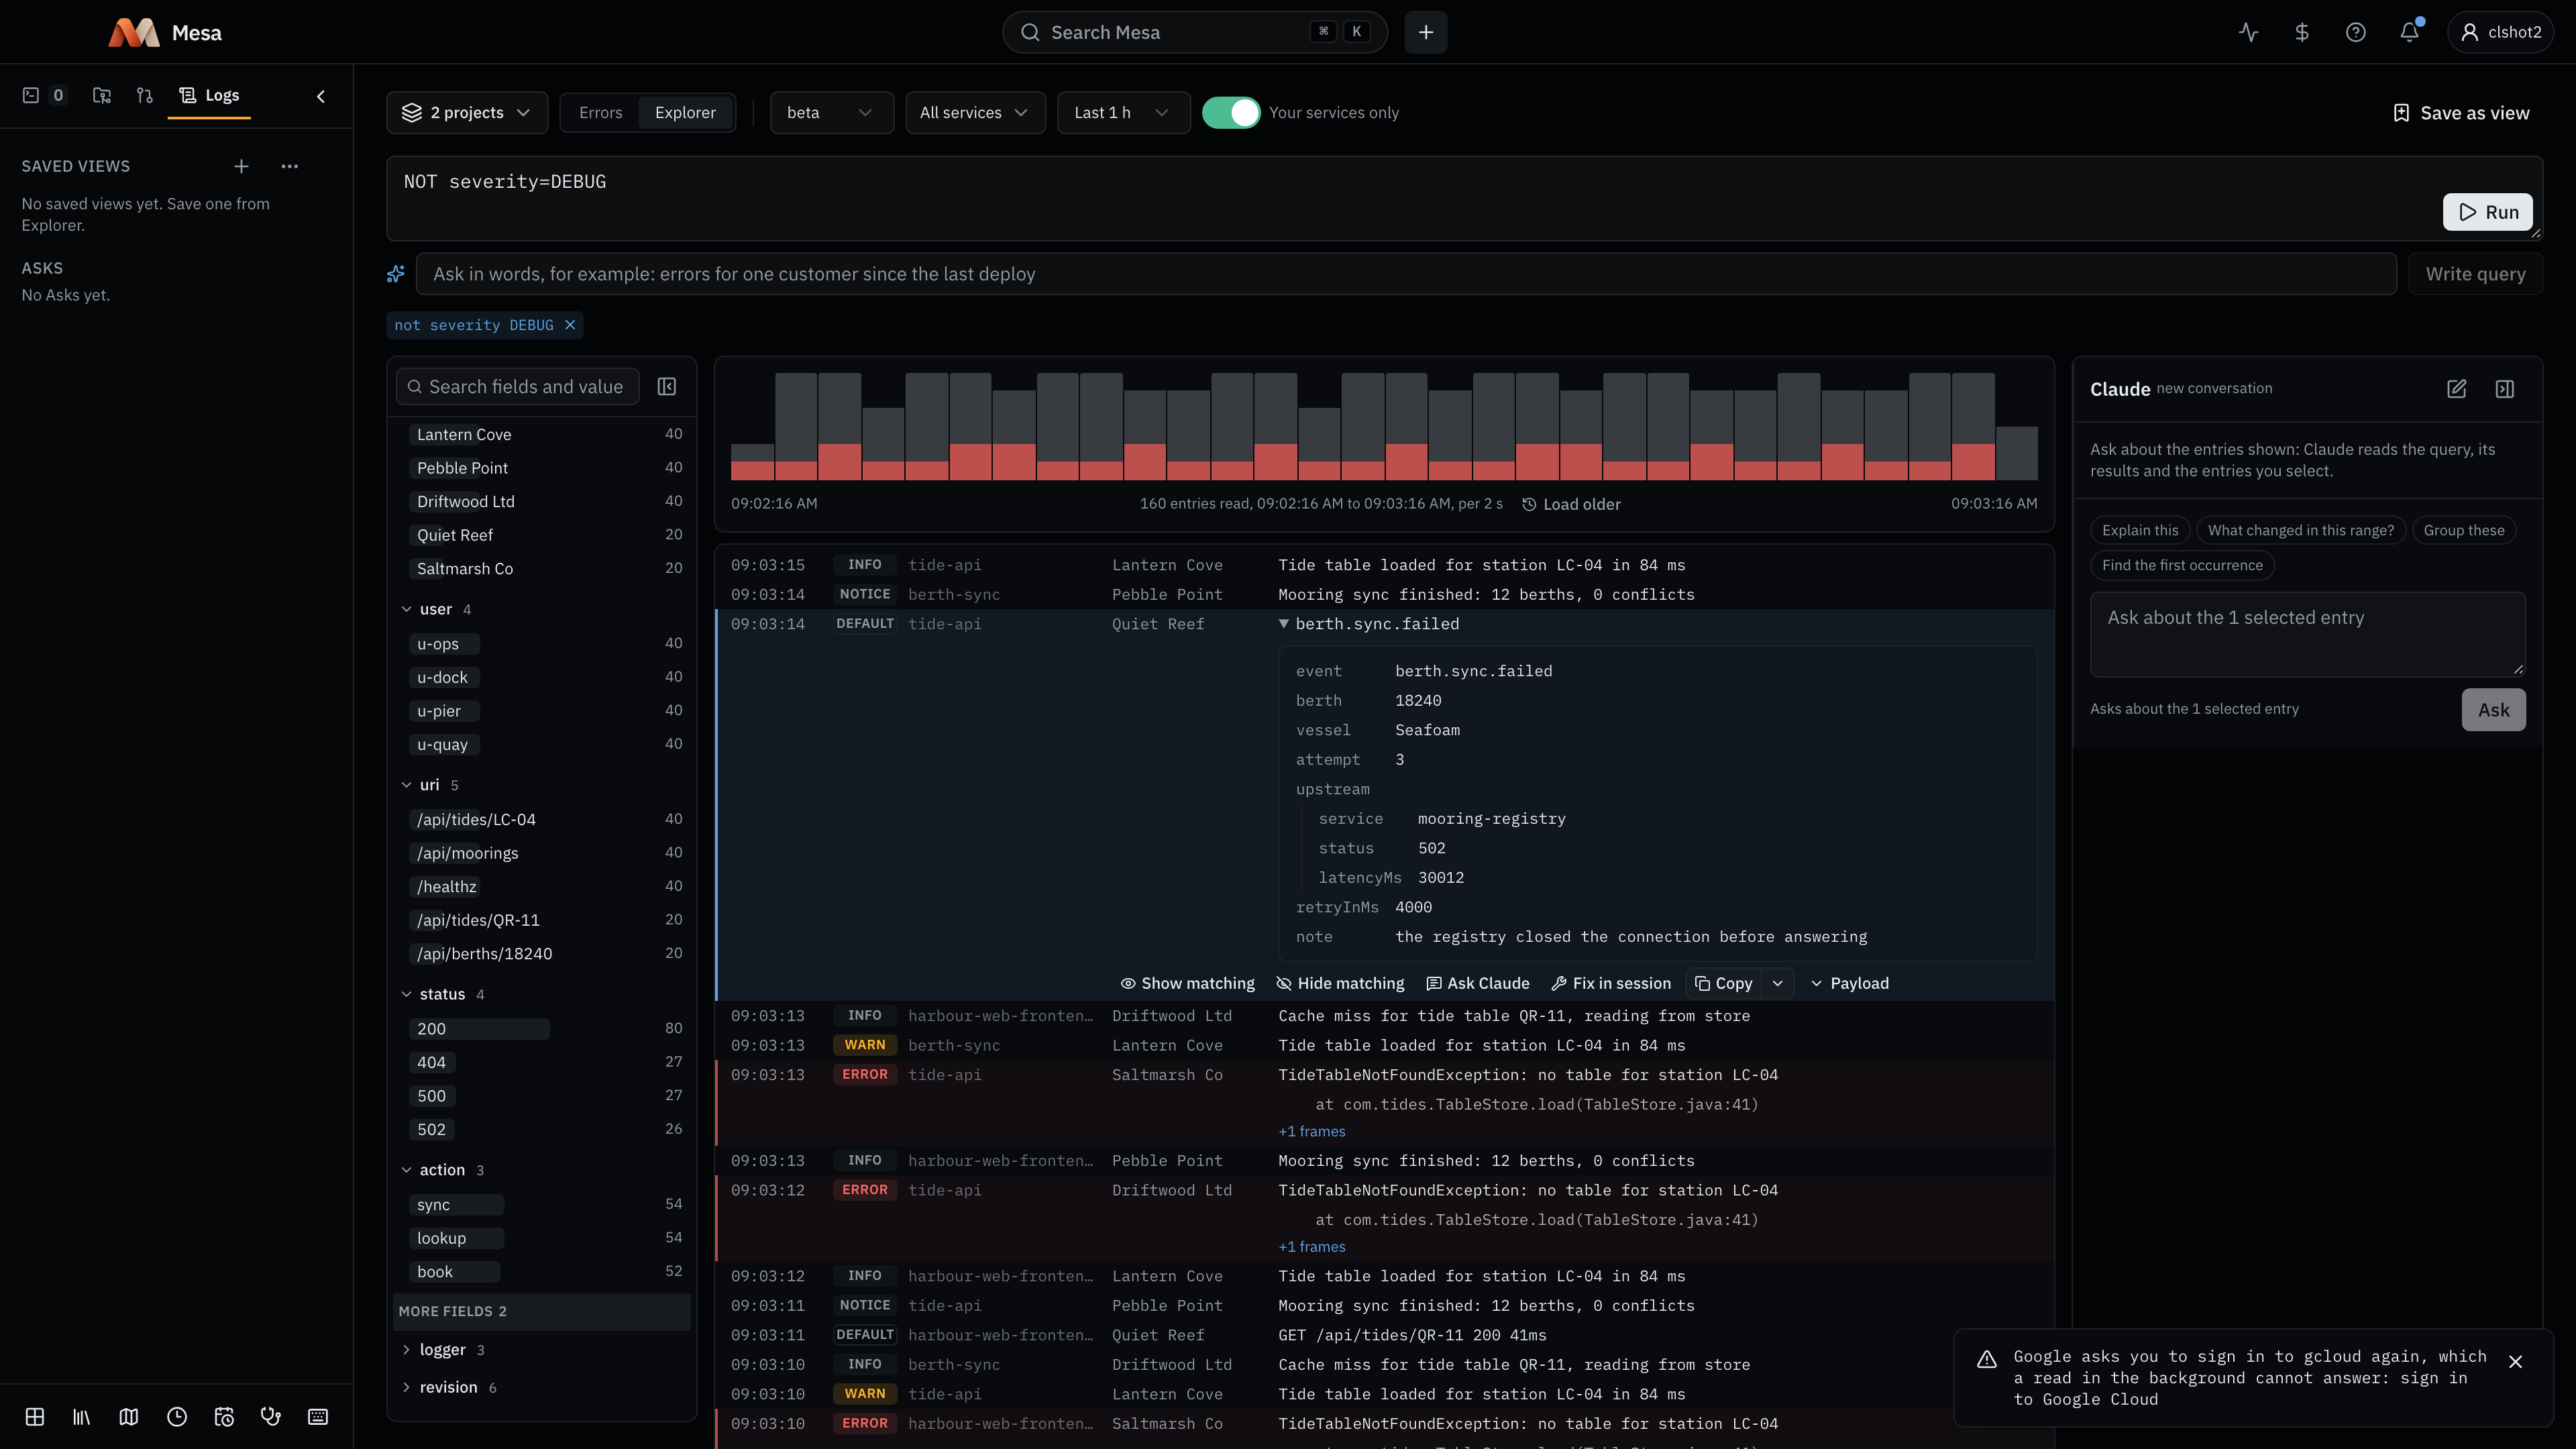 Mesa
Search Mesa
⌘ K
clshot2
0
Logs
2 projects
Errors
Explorer
beta
All services
Last 1 h
Your services only
Save as view
SAVED VIEWS
No saved views yet. Save one from
Explorer.
ASKS
No Asks yet.
NOT severity=DEBUG
Run
Ask in words, for example: errors for one customer since the last deploy
Write query
not severity DEBUG
Search fields and value
Lantern Cove 40
Pebble Point 40
Driftwood Ltd 40
Quiet Reef 20
Saltmarsh Co 20
user 4
u-ops 40
u-dock 40
u-pier 40
u-quay 40
uri 5
/api/tides/LC-04 40
/api/moorings 40
/healthz 40
/api/tides/QR-11 20
/api/berths/18240 20
status 4
200 80
404 27
500 27
502 26
action 3
sync 54
lookup 54
book 52
MORE FIELDS 2
logger 3
revision 6
09:02:16 AM
160 entries read, 09:02:16 AM to 09:03:16 AM, per 2 s
Load older
09:03:16 AM
09:03:15 INFO tide-api Lantern Cove Tide table loaded for station LC-04 in 84 ms
09:03:14 NOTICE berth-sync Pebble Point Mooring sync finished: 12 berths, 0 conflicts
09:03:14 DEFAULT tide-api Quiet Reef berth.sync.failed
event berth.sync.failed
berth 18240
vessel Seafoam
attempt 3
upstream
service mooring-registry
status 502
latencyMs 30012
retryInMs 4000
note the registry closed the connection before answering
Show matching
Hide matching
Ask Claude
Fix in session
Copy
Payload
09:03:13 INFO harbour-web-fronten… Driftwood Ltd Cache miss for tide table QR-11, reading from store
09:03:13 WARN berth-sync Lantern Cove Tide table loaded for station LC-04 in 84 ms
09:03:13 ERROR tide-api Saltmarsh Co TideTableNotFoundException: no table for station LC-04
at com.tides.TableStore.load(TableStore.java:41)
+1 frames
09:03:13 INFO harbour-web-fronten… Pebble Point Mooring sync finished: 12 berths, 0 conflicts
09:03:12 ERROR tide-api Driftwood Ltd TideTableNotFoundException: no table for station LC-04
at com.tides.TableStore.load(TableStore.java:41)
+1 frames
09:03:12 INFO harbour-web-fronten… Lantern Cove Tide table loaded for station LC-04 in 84 ms
09:03:11 NOTICE tide-api Pebble Point Mooring sync finished: 12 berths, 0 conflicts
09:03:11 DEFAULT harbour-web-fronten… Quiet Reef GET /api/tides/QR-11 200 41ms
09:03:10 INFO berth-sync Driftwood Ltd Cache miss for tide table QR-11, reading from store
09:03:10 WARN tide-api Lantern Cove Tide table loaded for station LC-04 in 84 ms
09:03:10 ERROR harbour-web-fronten… Saltmarsh Co TideTableNotFoundException: no table for station LC-04
Claude new conversation
Ask about the entries shown: Claude reads the query, its
results and the entries you select.
Explain this
What changed in this range?
Group these
Find the first occurrence
Ask about the 1 selected entry
Asks about the 1 selected entry
Ask
Google asks you to sign in to gcloud again, which
a read in the background cannot answer: sign in
to Google Cloud